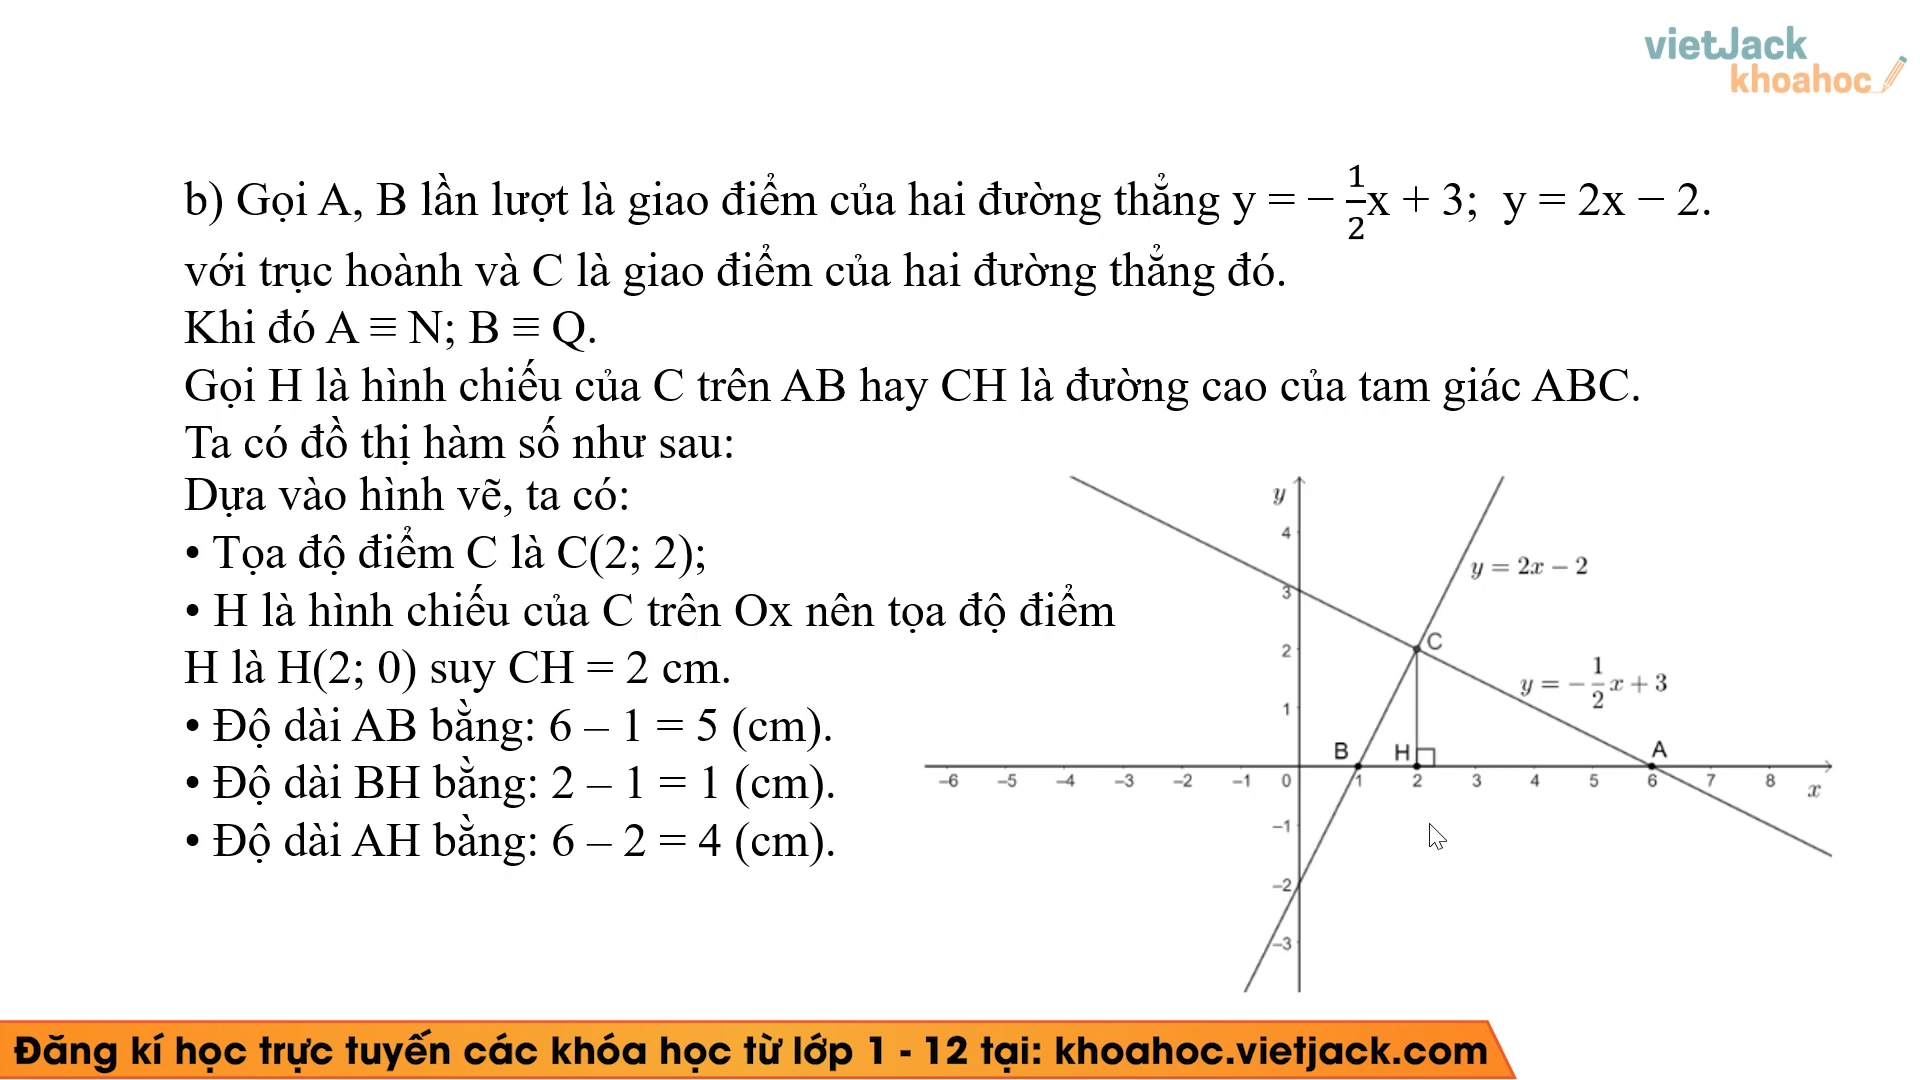 vietJack
khoahoc
b) Gọi A, B lần lượt là giao điểm của hai đường thẳng y = − 1/2 x + 3;  y = 2x − 2.
với trục hoành và C là giao điểm của hai đường thẳng đó.
Khi đó A ≡ N; B ≡ Q.
Gọi H là hình chiếu của C trên AB hay CH là đường cao của tam giác ABC.
Ta có đồ thị hàm số như sau:
Dựa vào hình vẽ, ta có:
• Tọa độ điểm C là C(2; 2);
• H là hình chiếu của C trên Ox nên tọa độ điểm
H là H(2; 0) suy CH = 2 cm.
• Độ dài AB bằng: 6 – 1 = 5 (cm).
• Độ dài BH bằng: 2 – 1 = 1 (cm).
• Độ dài AH bằng: 6 – 2 = 4 (cm).
y
4
y = 2x − 2
3
C
2
y = − 1/2 x + 3
1
B H A
–6 –5 –4 –3 –2 –1 0 1 2 3 4 5 6 7 8 x
–1
–2
–3
Đăng kí học trực tuyến các khóa học từ lớp 1 - 12 tại: khoahoc.vietjack.com